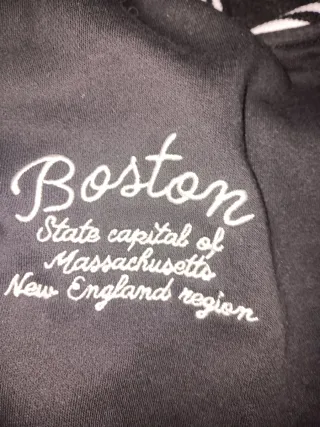 Boston
State capital of
Massachusetts
New England region